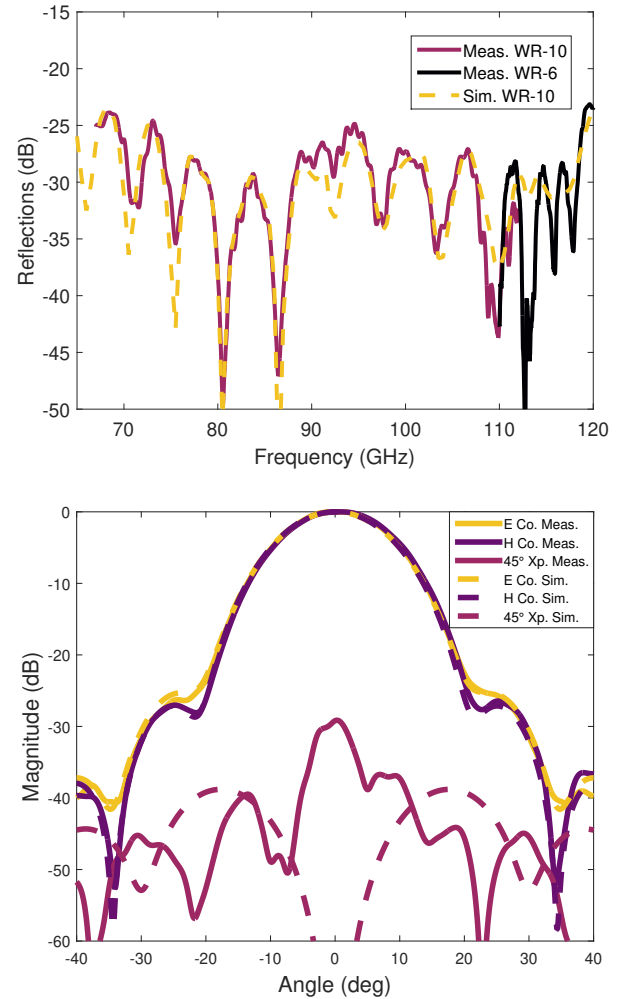 -15
-20
-25
-30
-35
-40
-45
-50
Reflections (dB)
Meas. WR-10
Meas. WR-6
Sim. WR-10
70 80 90 100 110 120
Frequency (GHz)
0
-10
-20
-30
-40
-50
-60
Magnitude (dB)
E Co. Meas.
H Co. Meas.
45° Xp. Meas.
E Co. Sim.
H Co. Sim.
45° Xp. Sim.
-40 -30 -20 -10 0 10 20 30 40
Angle (deg)